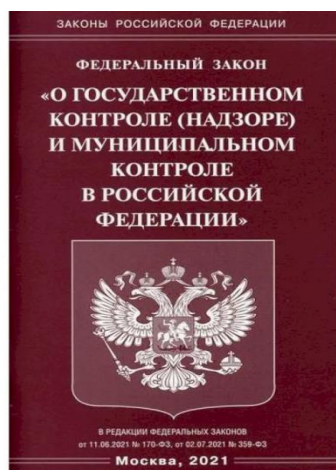 ЗАКОНЫ РОССИЙСКОЙ ФЕДЕРАЦИИ
ФЕДЕРАЛЬНЫЙ ЗАКОН
«О ГОСУДАРСТВЕННОМ
КОНТРОЛЕ (НАДЗОРЕ)
И МУНИЦИПАЛЬНОМ
КОНТРОЛЕ
В РОССИЙСКОЙ
ФЕДЕРАЦИИ»
В РЕДАКЦИИ ФЕДЕРАЛЬНЫХ ЗАКОНОВ
от 11.06.2021 № 170-ФЗ, от 02.07.2021 № 359-ФЗ
Москва, 2021